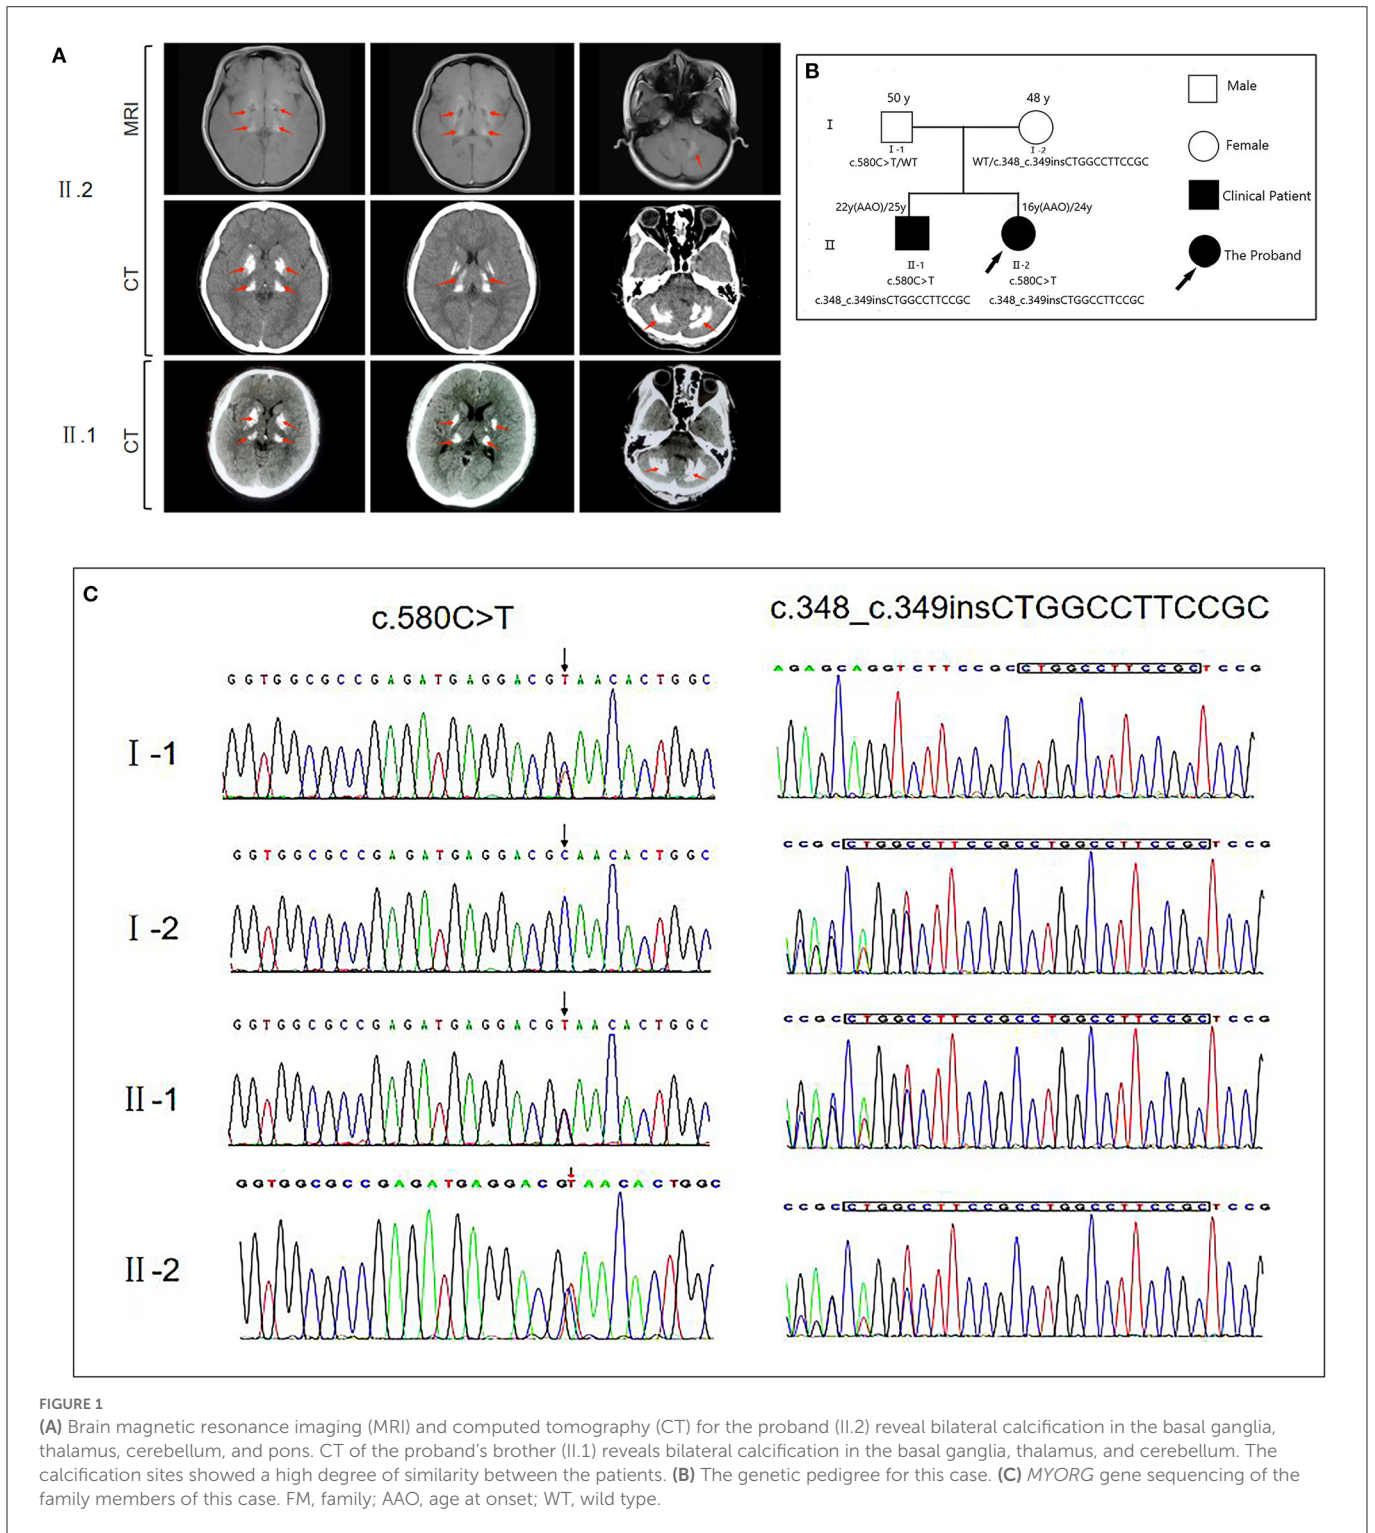 A
MRI
II.2
CT
II.1
CT
B
50 y
48 y
I
I-1
I-2
c.580C>T/WT
WT/c.348_c.349insCTGGCCTTCCGC
22y(AAO)/25y
16y(AAO)/24y
II
II-1
II-2
c.580C>T
c.580C>T
c.348_c.349insCTGGCCTTCCGC
c.348_c.349insCTGGCCTTCCGC
Male
Female
Clinical Patient
The Proband
C
c.580C>T
c.348_c.349insCTGGCCTTCCGC
I-1
GGTGGCGCCGAGATGAGGACGTAACACTGGC
AGAGCAGGTCTTCCGCCTGGCCTTCCGCTCCG
I-2
GGTGGCGCCGAGATGAGGACGCAACACTGGC
CCGCCTGGCCTTCCGCCTGGCCTTCCGCTCCG
II-1
GGTGGCGCCGAGATGAGGACGTAACACTGGC
CCGCCTGGCCTTCCGCCTGGCCTTCCGCTCCG
II-2
GGTGGCGCCGAGATGAGGACGTAACACTGGC
CCGCCTGGCCTTCCGCCTGGCCTTCCGCTCCG
FIGURE 1
(A) Brain magnetic resonance imaging (MRI) and computed tomography (CT) for the proband (II.2) reveal bilateral calcification in the basal ganglia,
thalamus, cerebellum, and pons. CT of the proband's brother (II.1) reveals bilateral calcification in the basal ganglia, thalamus, and cerebellum. The
calcification sites showed a high degree of similarity between the patients. (B) The genetic pedigree for this case. (C) MYORG gene sequencing of the
family members of this case. FM, family; AAO, age at onset; WT, wild type.